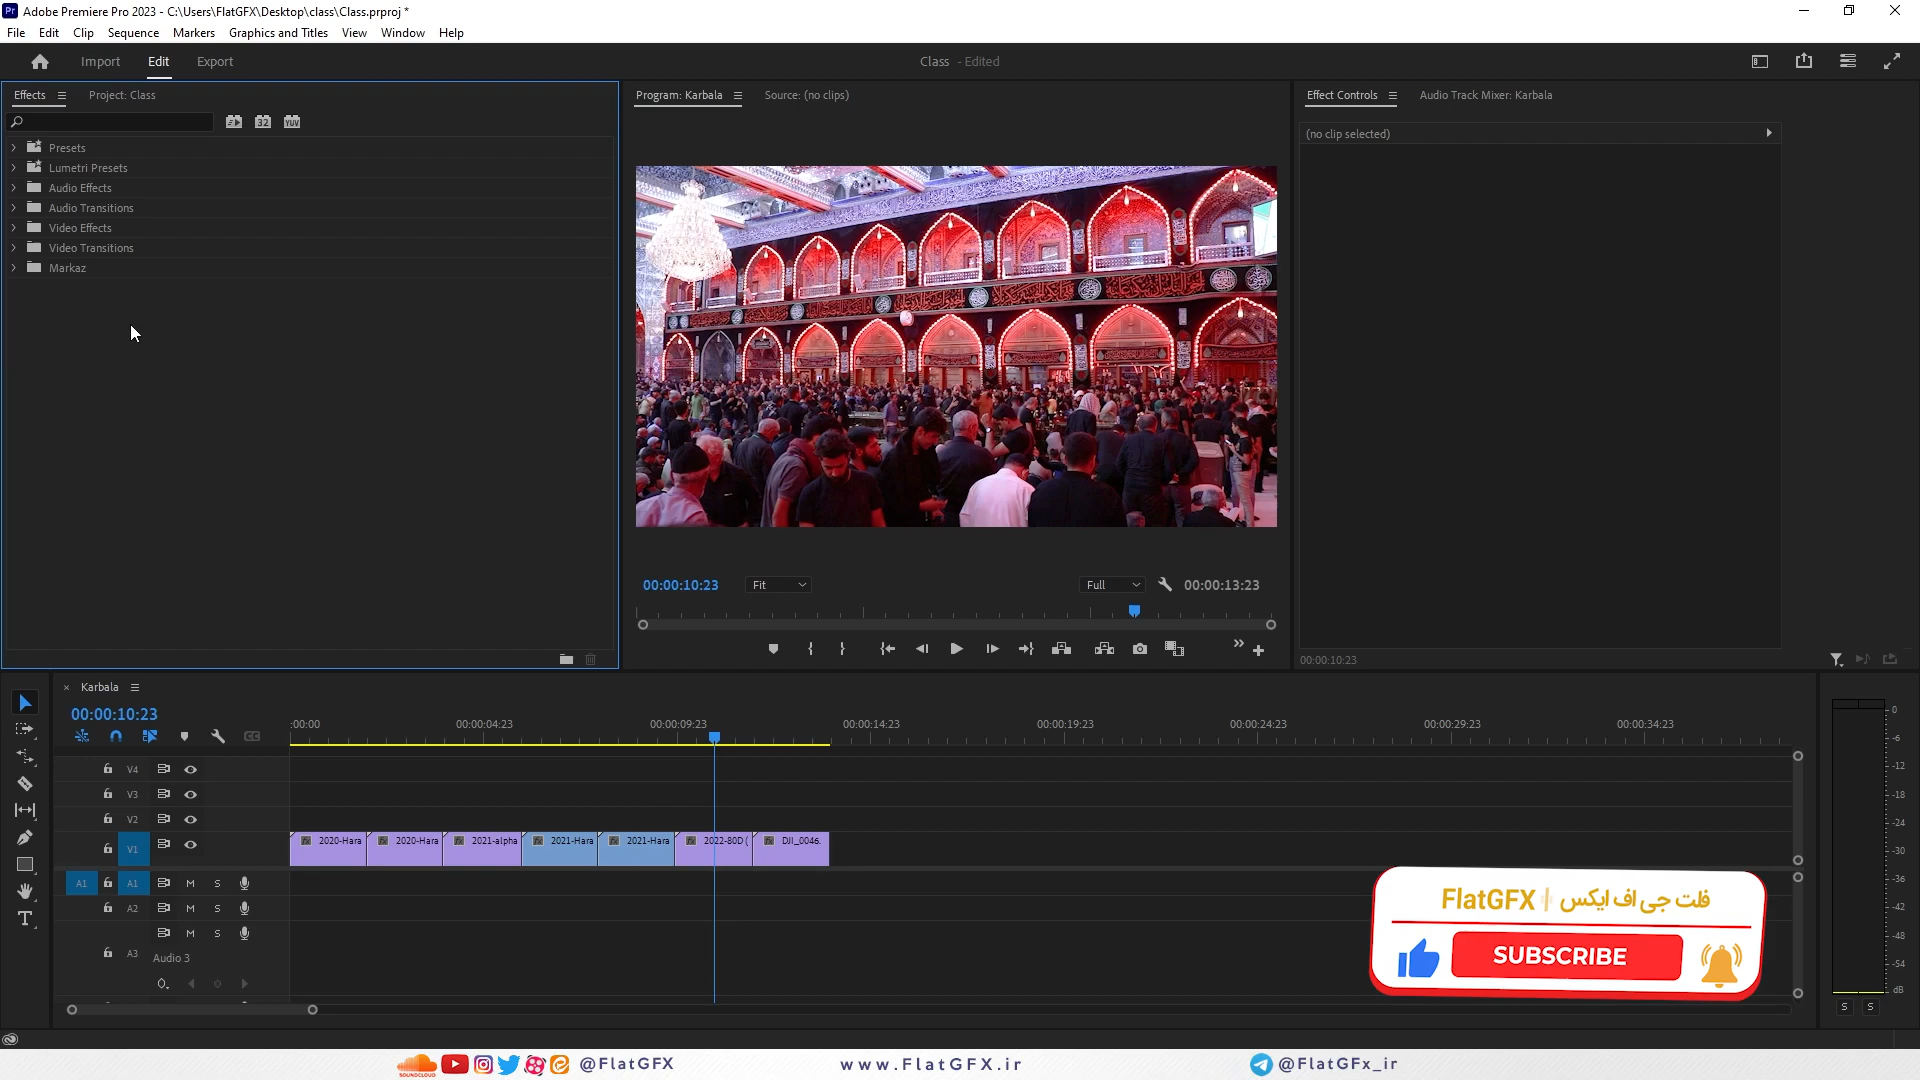 Adobe Premiere Pro 2023 - C:\Users\FlatGFX\Desktop\class\Class.prproj *
File Edit Clip Sequence Markers Graphics and Titles View Window Help
Import Edit Export
Class - Edited
Effects Project: Class
Presets
Lumetri Presets
Audio Effects
Audio Transitions
Video Effects
Video Transitions
Markaz
Program: Karbala Source: (no clips)
00:00:10:23 Fit Full 00:00:13:23
Effect Controls Audio Track Mixer: Karbala
(no clip selected)
00:00:10:23
Karbala
00:00:10:23
:00:00 00:00:04:23 00:00:09:23 00:00:14:23 00:00:19:23 00:00:24:23 00:00:29:23 00:00:34:23
V4
V3
V2
V1 2020-Hara 2020-Hara 2021-alpha 2021-Hara 2021-Hara 2022-80D ( DJI_0046.
A1 A1 M S
A2 M S
M S
A3
Audio 3
0
-6
-12
-18
-24
-30
-36
-42
-48
-54
dB
S S
FlatGFX | فلت جی اف ایکس
SUBSCRIBE
SOUNDCLOUD @FlatGFX www.FlatGFX.ir @FlatGFx_ir